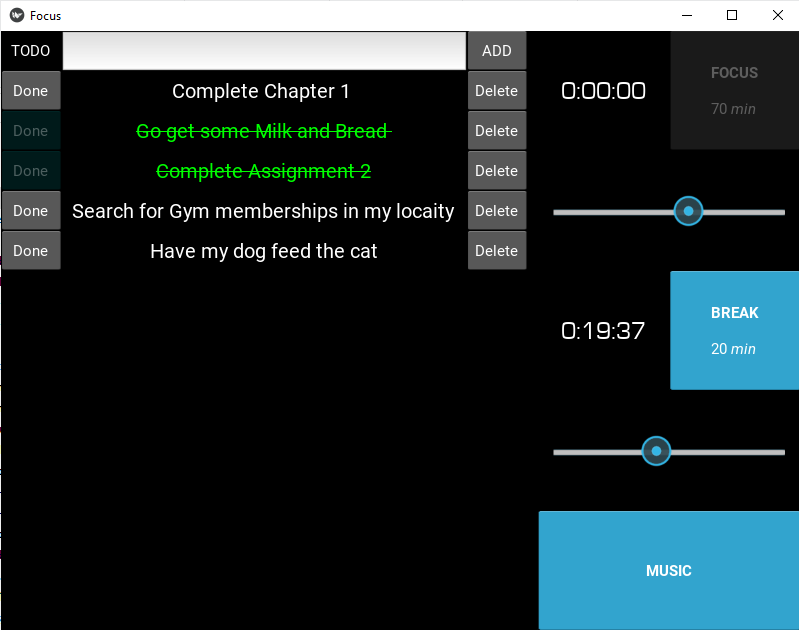 Focus
TODO ADD
Done Complete Chapter 1 Delete
Done Go get some Milk and Bread Delete
Done Complete Assignment 2 Delete
Done Search for Gym memberships in my locaity Delete
Done Have my dog feed the cat Delete
0:00:00
FOCUS
70 min
0:19:37
BREAK
20 min
MUSIC